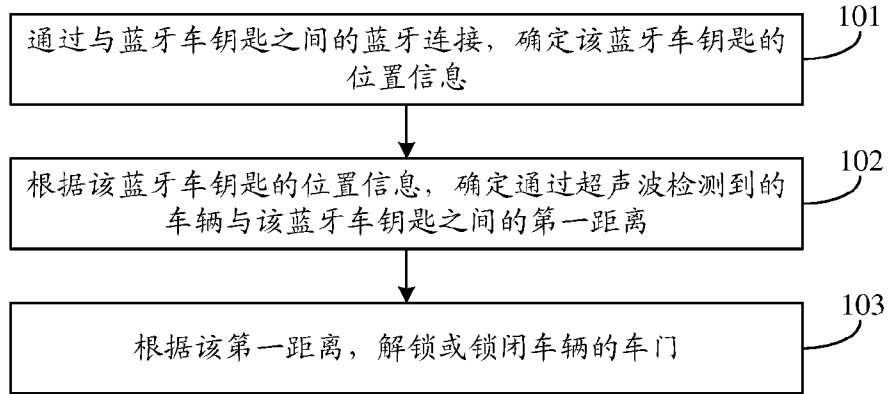 101
通过与蓝牙车钥匙之间的蓝牙连接，确定该蓝牙车钥匙的
位置信息
102
根据该蓝牙车钥匙的位置信息，确定通过超声波检测到的
车辆与该蓝牙车钥匙之间的第一距离
103
根据该第一距离，解锁或锁闭车辆的车门